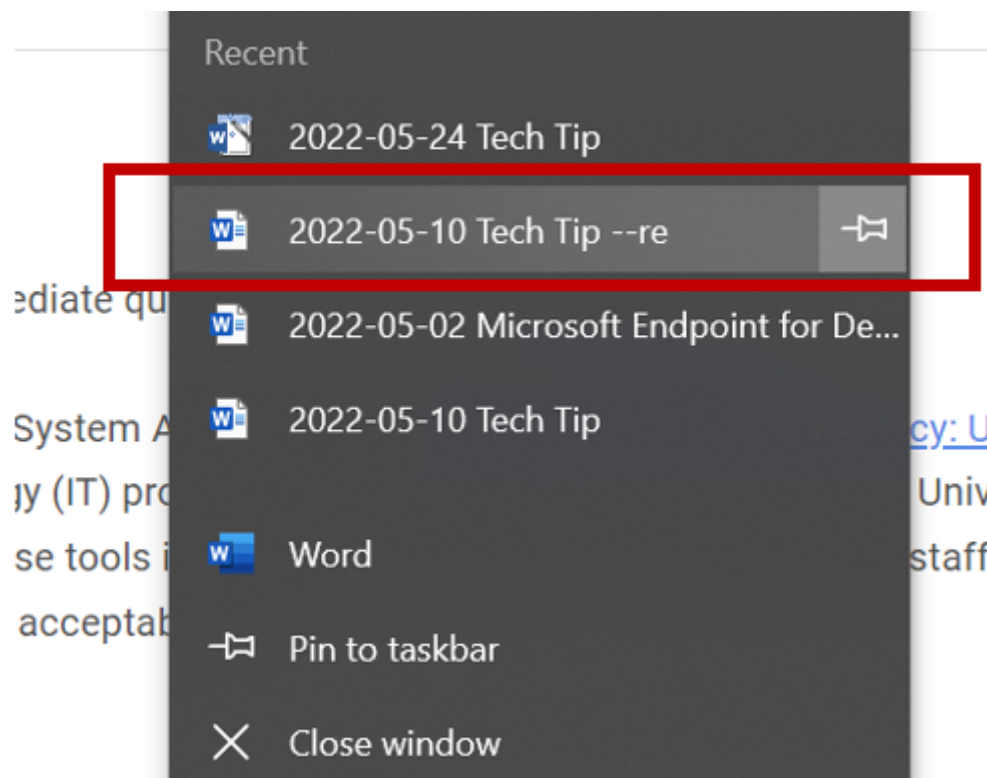 Recent
2022-05-24 Tech Tip
2022-05-10 Tech Tip --re
ediate qu
2022-05-02 Microsoft Endpoint for De...
System A
2022-05-10 Tech Tip
cy: U
gy (IT) pro
Univ
se tools i
Word
staff
acceptab
Pin to taskbar
Close window